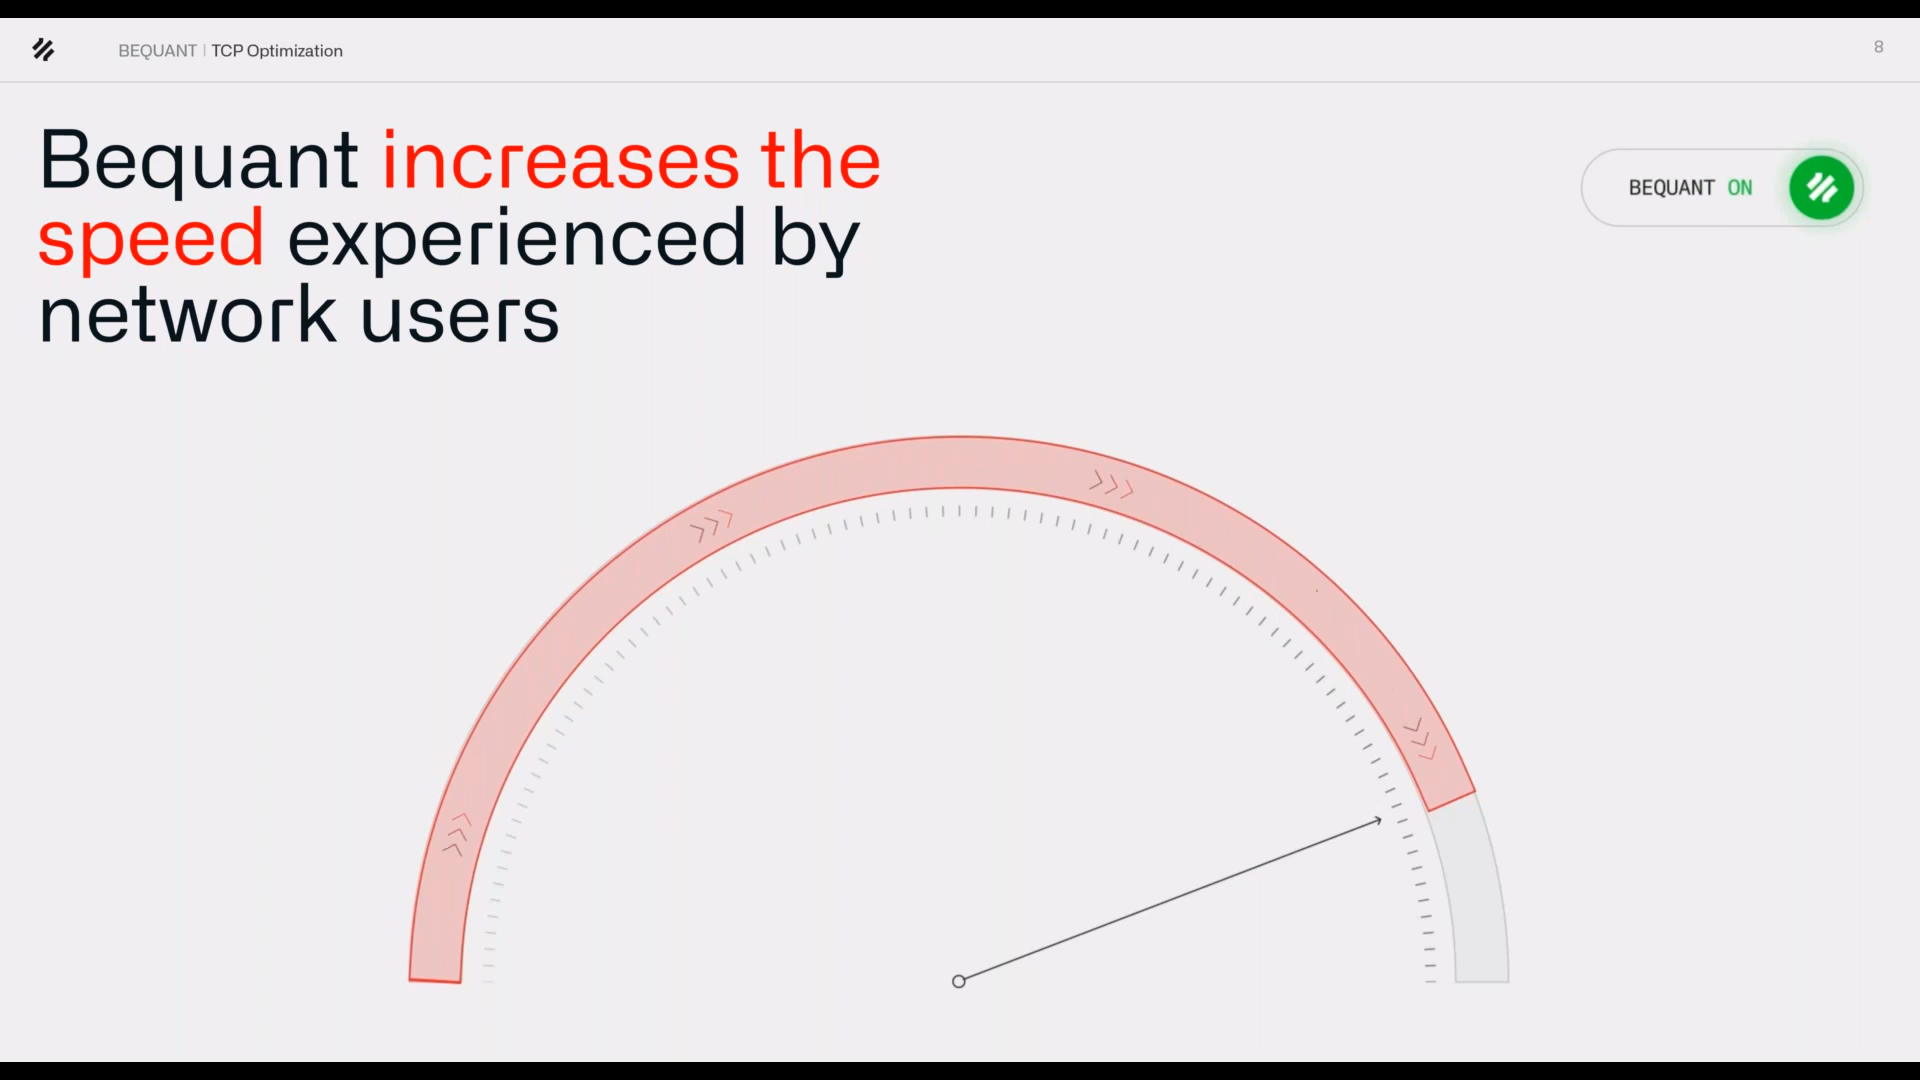 BEQUANT | TCP Optimization
8
Bequant increases the
speed experienced by
network users
BEQUANT ON